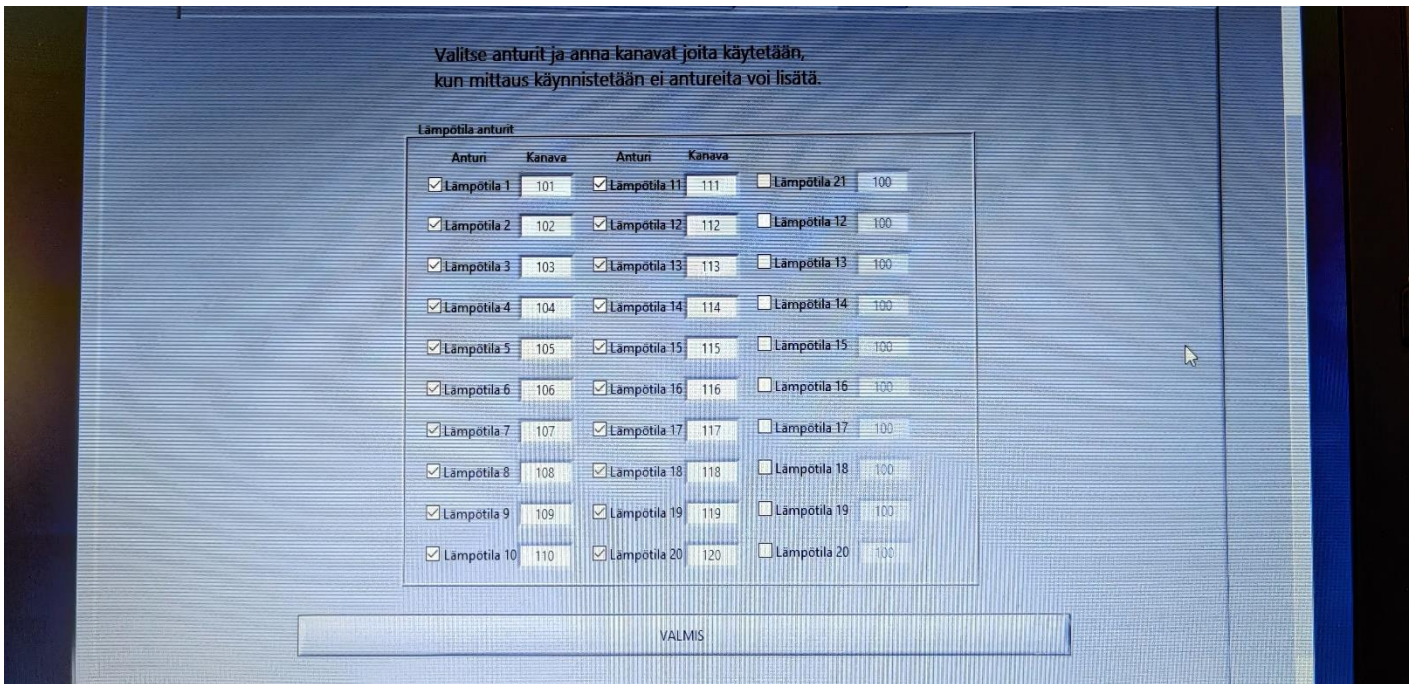 Valitse anturit ja anna kanavat joita käytetään,
kun mittaus käynnistetään ei antureita voi lisätä.
Lämpötila anturit
Anturi Kanava Anturi Kanava
Lämpötila 1 101 Lämpötila 11 111 Lämpötila 21 100
Lämpötila 2 102 Lämpötila 12 112 Lämpötila 12 100
Lämpötila 3 103 Lämpötila 13 113 Lämpötila 13 100
Lämpötila 4 104 Lämpötila 14 114 Lämpötila 14 100
Lämpötila 5 105 Lämpötila 15 115 Lämpötila 15 100
Lämpötila 6 106 Lämpötila 16 116 Lämpötila 16 100
Lämpötila 7 107 Lämpötila 17 117 Lämpötila 17 100
Lämpötila 8 108 Lämpötila 18 118 Lämpötila 18 100
Lämpötila 9 109 Lämpötila 19 119 Lämpötila 19 100
Lämpötila 10 110 Lämpötila 20 120 Lämpötila 20 100
VALMIS